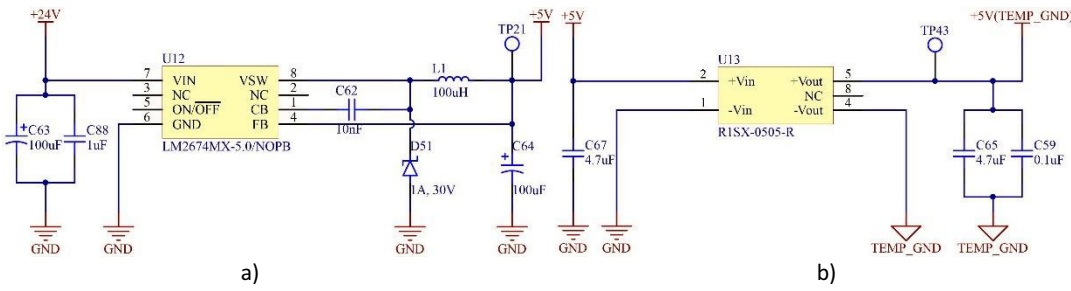 +24V
U12
7 VIN VSW 8
3 NC NC 2
5 ON/OFF CB 1
6 GND FB 4
LM2674MX-5.0/NOPB
C63
100uF
C88
1uF
GND
GND
C62
10nF
L1
100uH
D51
1A, 30V
GND
TP21
+5V
C64
100uF
GND
a)
+5V
U13
2 +Vin +Vout 5
NC 8
1 -Vin -Vout 4
R1SX-0505-R
C67
4.7uF
GND
GND
TP43
+5V(TEMP_GND)
C65
4.7uF
C59
0.1uF
TEMP_GND
TEMP_GND
b)